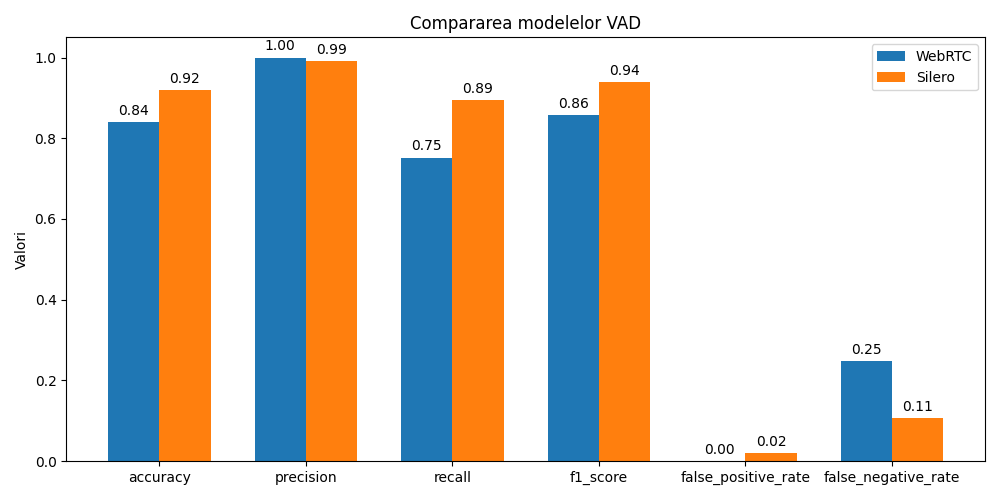 Compararea modelelor VAD
WebRTC
Silero
Valori
1.0
0.8
0.6
0.4
0.2
0.0
0.84
0.92
1.00
0.99
0.75
0.89
0.86
0.94
0.00
0.02
0.25
0.11
accuracy
precision
recall
f1_score
false_positive_rate
false_negative_rate